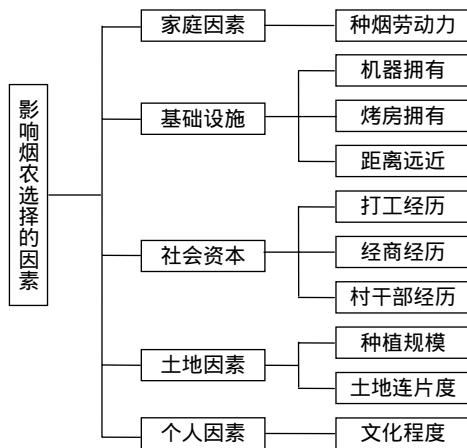 影响烟农选择的因素
家庭因素
种烟劳动力
基础设施
机器拥有
烤房拥有
距离远近
社会资本
打工经历
经商经历
村干部经历
土地因素
种植规模
土地连片度
个人因素
文化程度